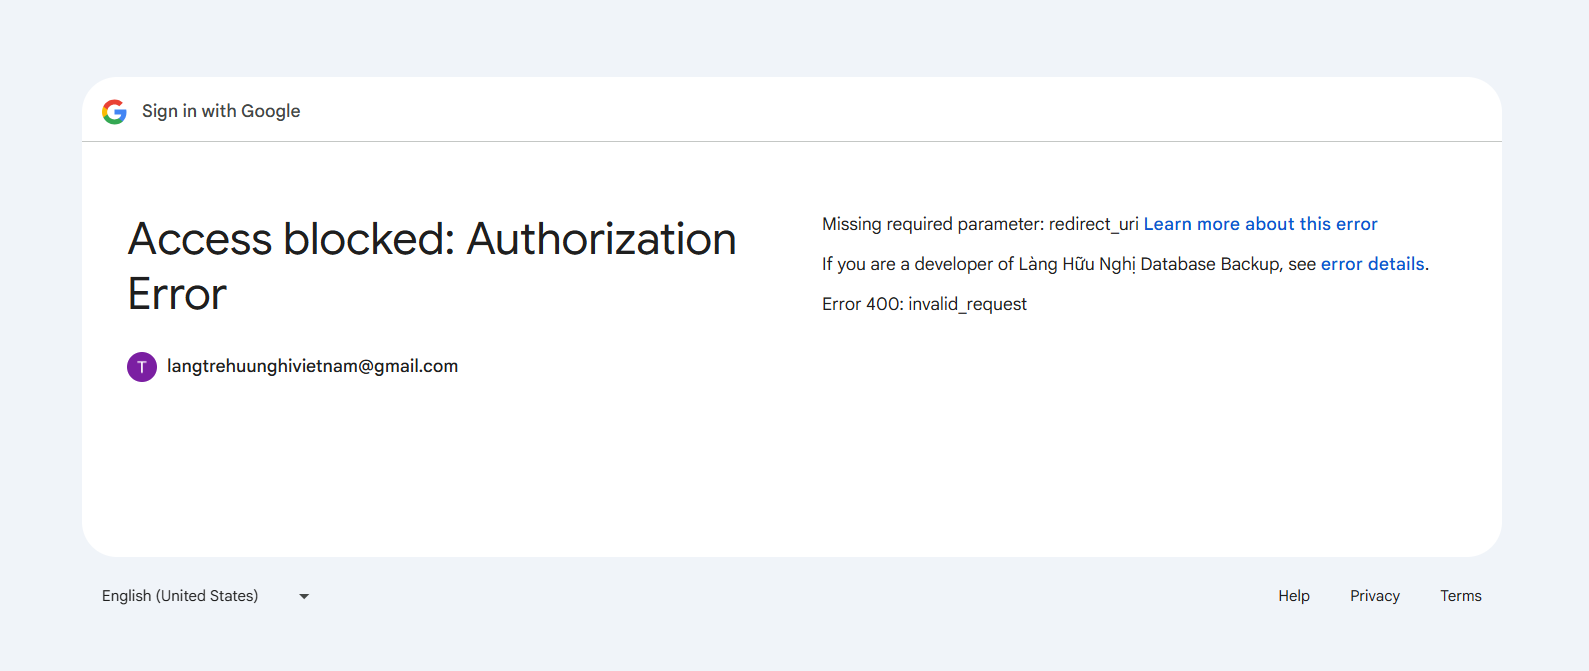 Sign in with Google
Access blocked: Authorization
Error
langtrehuunghivietnam@gmail.com
T
Missing required parameter: redirect_uri Learn more about this error
If you are a developer of Làng Hữu Nghị Database Backup, see error details.
Error 400: invalid_request
English (United States)
Help
Privacy
Terms